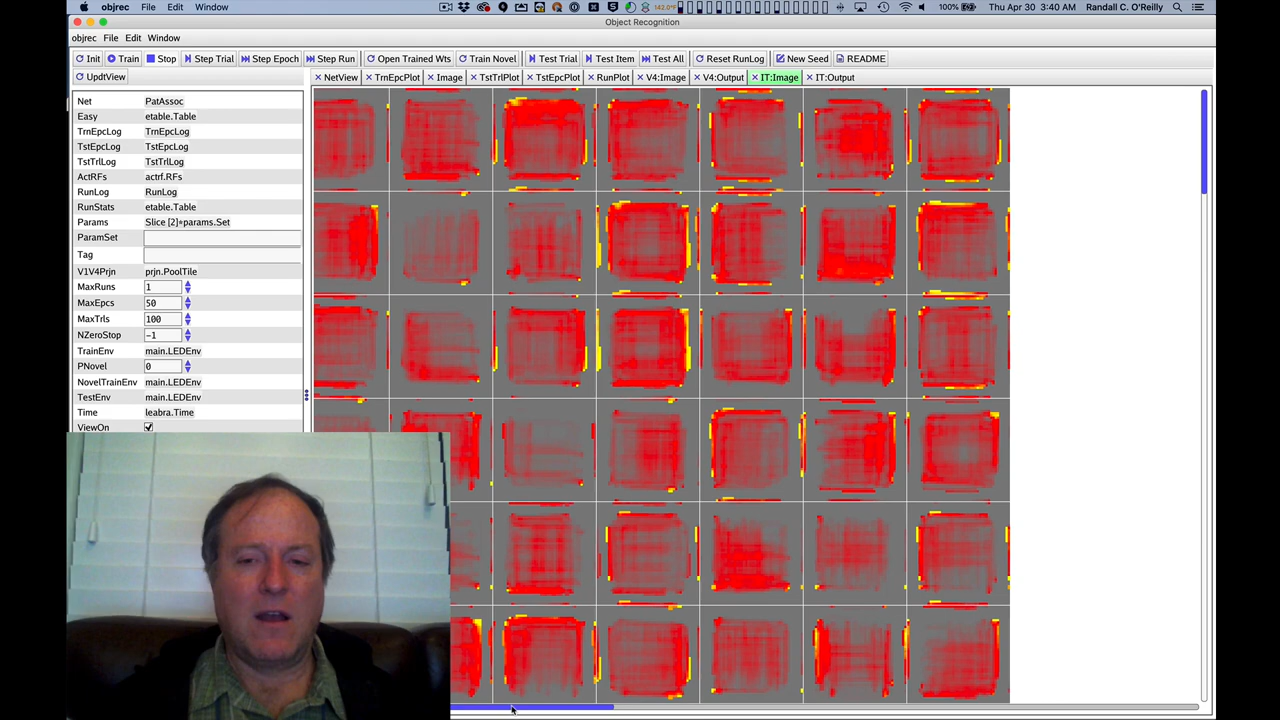 objrec File Edit Window 142.0°F 100% Thu Apr 30 3:40 AM Randall C. O'Reilly
Object Recognition
objrec File Edit Window
Init Train Stop Step Trial Step Epoch Step Run Open Trained Wts Train Novel Test Trial Test Item Test All Reset RunLog New Seed README
UpdtView
NetView TrnEpcPlot Image TstTrlPlot TstEpcPlot RunPlot V4:Image V4:Output IT:Image IT:Output
Net PatAssoc
Easy etable.Table
TrnEpcLog TrnEpcLog
TstEpcLog TstEpcLog
TstTrlLog TstTrlLog
ActRFs actrf.RFs
RunLog RunLog
RunStats etable.Table
Params Slice [2]*params.Set
ParamSet
Tag
V1V4Prjn prjn.PoolTile
MaxRuns 1
MaxEpcs 50
MaxTrls 100
NZeroStop -1
TrainEnv main.LEDEnv
PNovel 0
NovelTrainEnv main.LEDEnv
TestEnv main.LEDEnv
Time leabra.Time
ViewOn